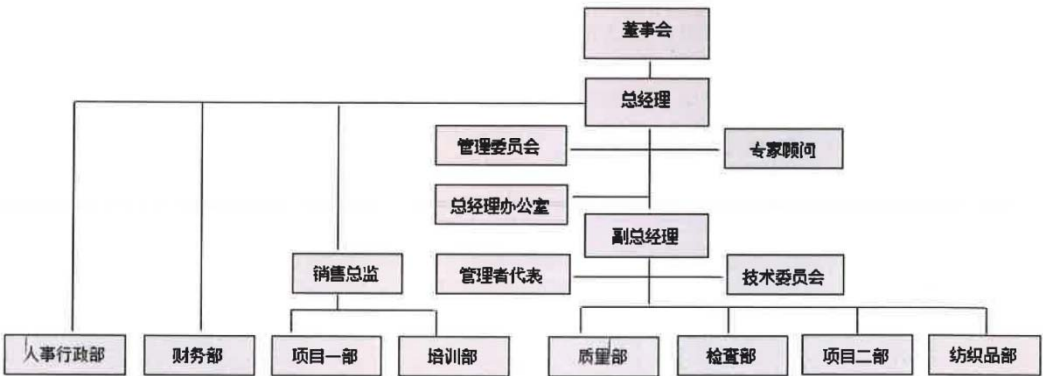 董事会
总经理
管理委员会
专家顾问
总经理办公室
副总经理
销售总监
管理者代表
技术委员会
人事行政部
财务部
项目一部
培训部
质量部
检查部
项目二部
纺织品部